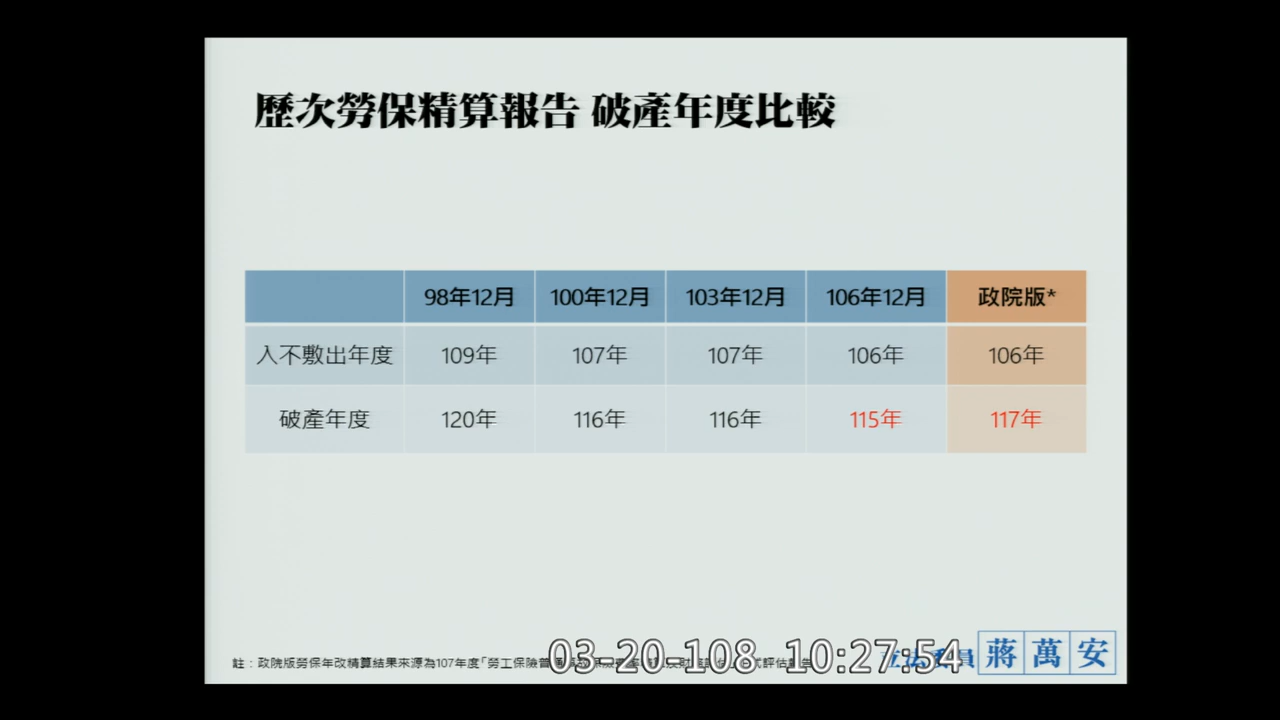 歷次勞保精算報告 破產年度比較
98年12月 100年12月 103年12月 106年12月 政院版*
入不敷出年度 109年 107年 107年 106年 106年
破產年度 120年 116年 116年 115年 117年
註：政院版勞保年改精算結果來源為107年度「勞工保險
03-20-108 10:27:54
蔣萬安